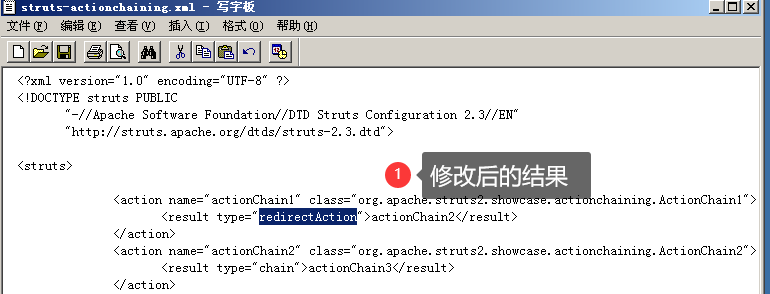 struts-actionchaining.xml - 写字板
文件(F) 编辑(E) 查看(V) 插入(I) 格式(O) 帮助(H)
<?xml version="1.0" encoding="UTF-8" ?>
<!DOCTYPE struts PUBLIC
"-//Apache Software Foundation//DTD Struts Configuration 2.3//EN"
"http://struts.apache.org/dtds/struts-2.3.dtd">
<struts>
1 修改后的结果
<action name="actionChain1" class="org.apache.struts2.showcase.actionchaining.ActionChain1">
<result type="redirectAction">actionChain2</result>
</action>
<action name="actionChain2" class="org.apache.struts2.showcase.actionchaining.ActionChain2">
<result type="chain">actionChain3</result>
</action>